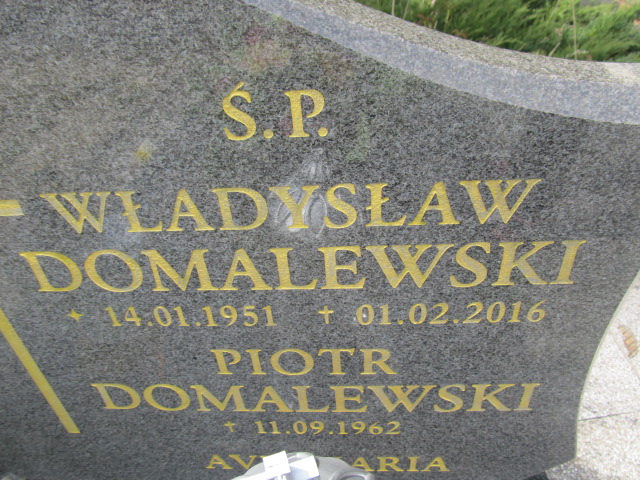 Ś.P.
WŁADYSŁAW
DOMALEWSKI
14.01.1951 † 01.02.2016
PIOTR
DOMALEWSKI
† 11.09.1962